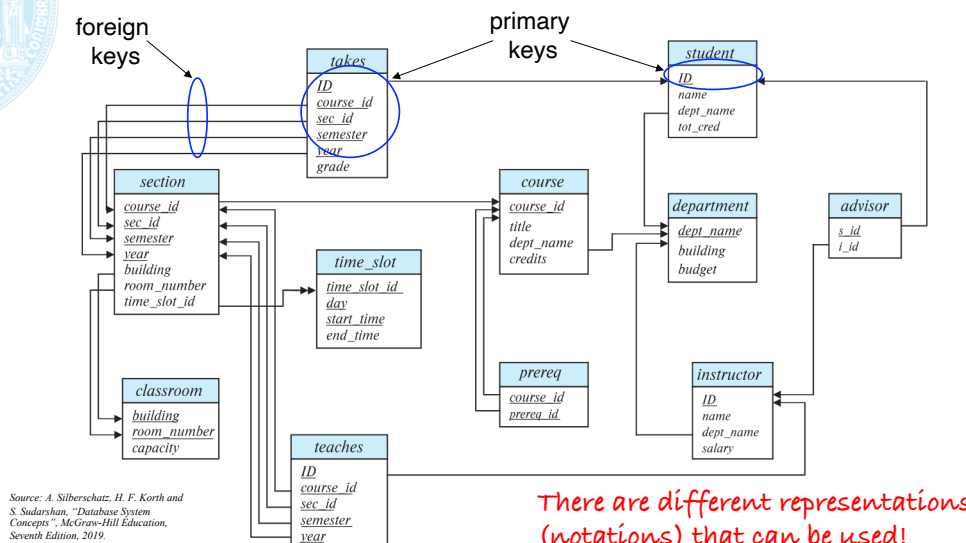 foreign
keys
primary
keys
takes
ID
course_id
sec_id
semester
year
grade
student
ID
name
dept_name
tot_cred
section
course_id
sec_id
semester
year
building
room_number
time_slot_id
course
course_id
title
dept_name
credits
department
dept_name
building
budget
advisor
s_id
i_id
time_slot
time_slot_id
day
start_time
end_time
prereq
course_id
prereq_id
instructor
ID
name
dept_name
salary
classroom
building
room_number
capacity
teaches
ID
course_id
sec_id
semester
year
Source: A. Silberschatz, H. F. Korth and
S. Sudarshan, “Database System
Concepts”, McGraw-Hill Education,
Seventh Edition, 2019.
There are different representations
(notations) that can be used!